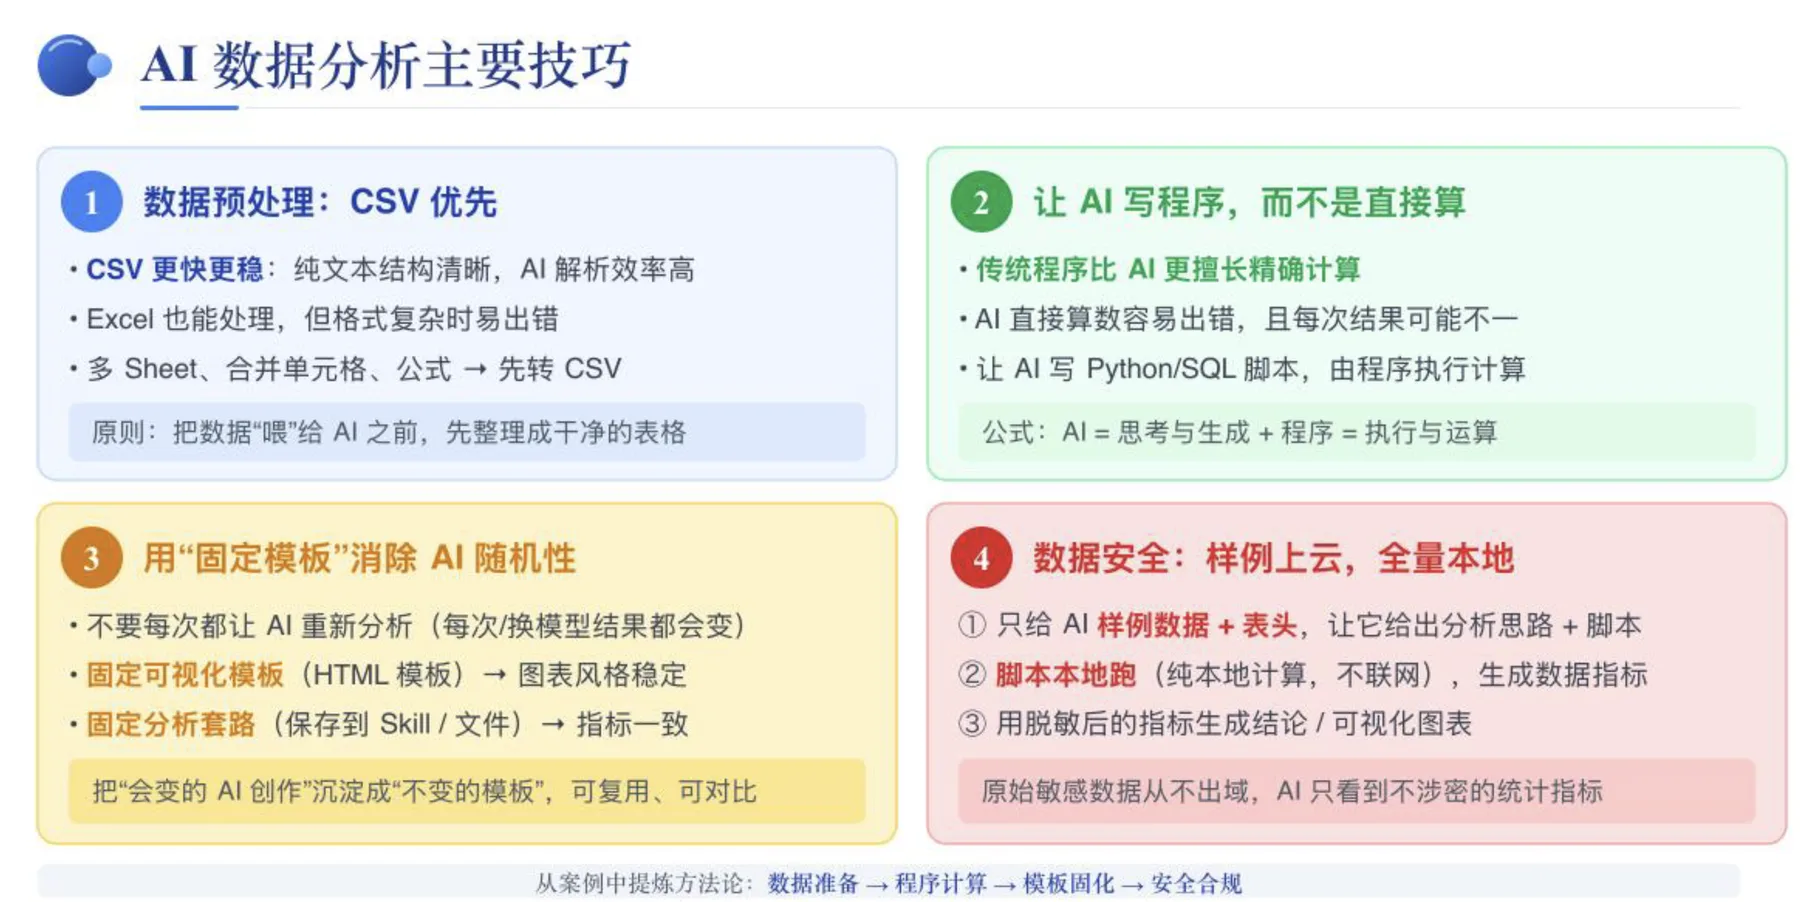 AI 数据分析主要技巧
1 数据预处理：CSV 优先
• CSV 更快更稳：纯文本结构清晰，AI 解析效率高
• Excel 也能处理，但格式复杂时易出错
• 多 Sheet、合并单元格、公式 → 先转 CSV
原则：把数据“喂”给 AI 之前，先整理成干净的表格
2 让 AI 写程序，而不是直接算
• 传统程序比 AI 更擅长精确计算
• AI 直接算数容易出错，且每次结果可能不一
• 让 AI 写 Python/SQL 脚本，由程序执行计算
公式：AI = 思考与生成 + 程序 = 执行与运算
3 用“固定模板”消除 AI 随机性
• 不要每次都让 AI 重新分析（每次/换模型结果都会变）
• 固定可视化模板（HTML 模板）→ 图表风格稳定
• 固定分析套路（保存到 Skill / 文件）→ 指标一致
把“会变的 AI 创作”沉淀成“不变的模板”，可复用、可对比
4 数据安全：样例上云，全量本地
① 只给 AI 样例数据 + 表头，让它给出分析思路 + 脚本
② 脚本本地跑（纯本地计算，不联网），生成数据指标
③ 用脱敏后的指标生成结论 / 可视化图表
原始敏感数据从不出域，AI 只看到不涉密的统计指标
从案例中提炼方法论：数据准备 → 程序计算 → 模板固化 → 安全合规